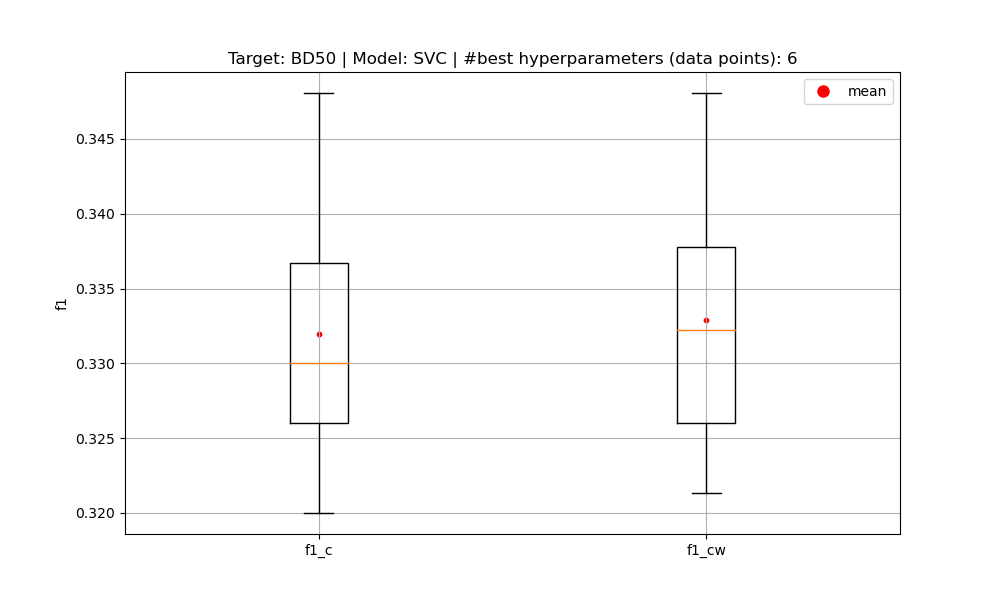 Target: BD50 | Model: SVC | #best hyperparameters (data points): 6
mean
0.345
0.340
0.335
0.330
0.325
0.320
f1
f1_c
f1_cw